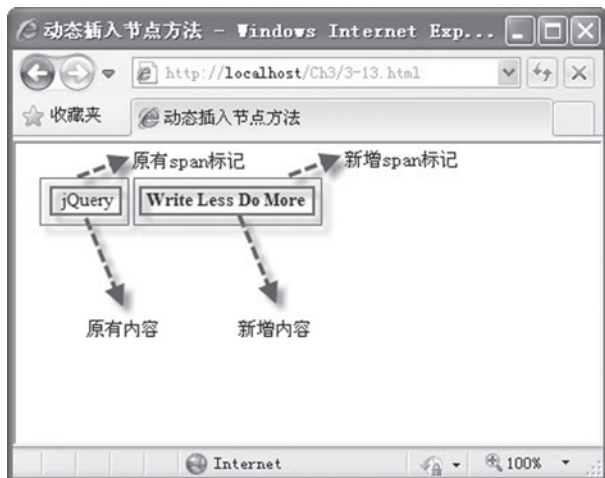 动态插入节点方法 - Windows Internet Exp...
http://localhost/Ch3/3-13.html
收藏夹 动态插入节点方法
原有span标记 新增span标记
jQuery Write Less Do More
原有内容 新增内容
Internet 100%